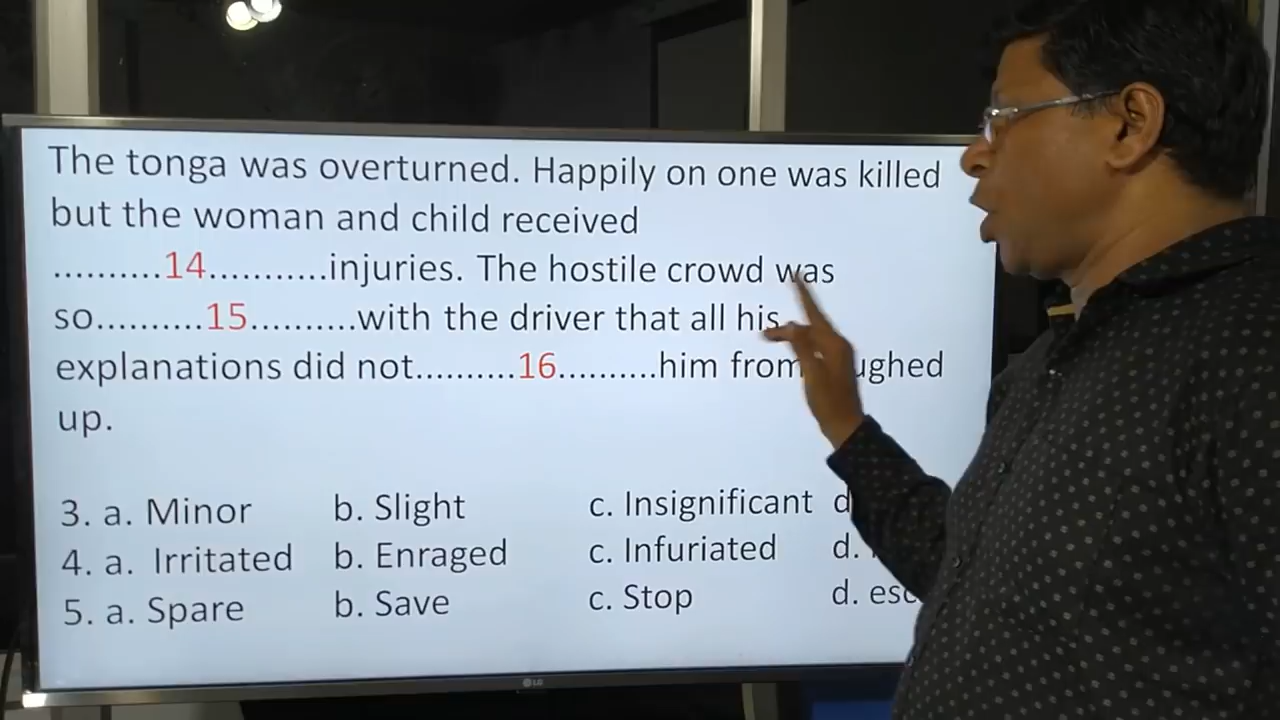 The tonga was overturned. Happily on one was killed
but the woman and child received
..........14...........injuries. The hostile crowd was
so..........15..........with the driver that all his
explanations did not..........16..........him from
up.
3. a. Minor b. Slight c. Insignificant d
4. a. Irritated b. Enraged c. Infuriated d.
5. a. Spare b. Save c. Stop d.
LG